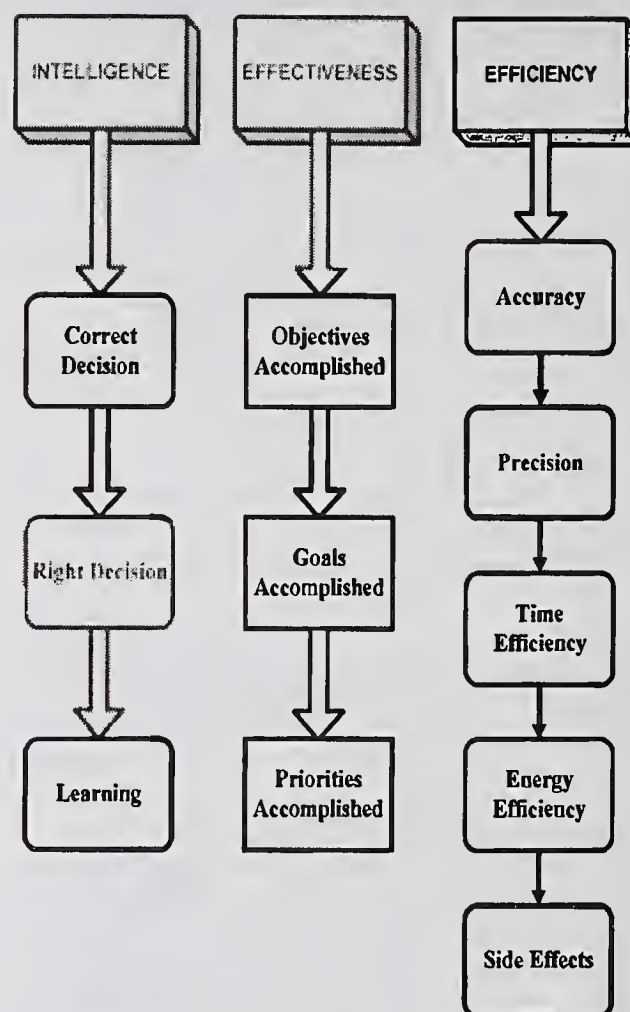 INTELLIGENCE
Correct
Decision
Right Decision
Learning
EFFECTIVENESS
Objectives
Accomplished
Goals
Accomplished
Priorities
Accomplished
EFFICIENCY
Accuracy
Precision
Time
Efficiency
Energy
Efficiency
Side Effects